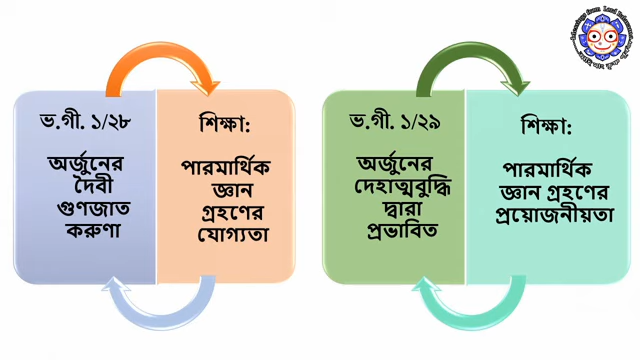 ভ.গী. ১/২৮
অর্জুনের
দৈবী
গুণজাত
করুণা
শিক্ষা:
পারমার্থিক
জ্ঞান
গ্রহণের
যোগ্যতা
ভ.গী. ১/২৯
অর্জুনের
দেহাত্মবুদ্ধি
দ্বারা
প্রভাবিত
শিক্ষা:
পারমার্থিক
জ্ঞান গ্রহণের
প্রয়োজনীয়তা